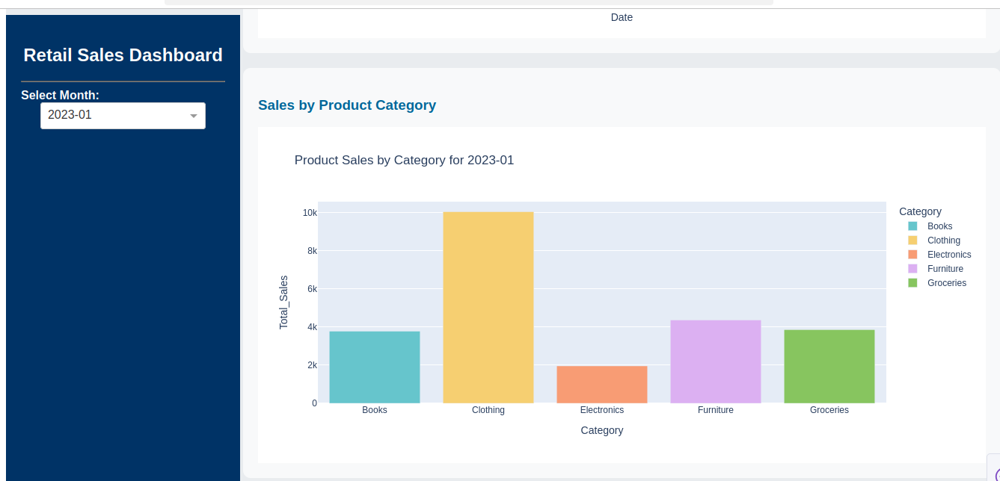 Date
Retail Sales Dashboard
Select Month:
2023-01
Sales by Product Category
Product Sales by Category for 2023-01
10k
8k
6k
4k
2k
0
Total_Sales
Books
Clothing
Electronics
Furniture
Groceries
Category
Category
Books
Clothing
Electronics
Furniture
Groceries